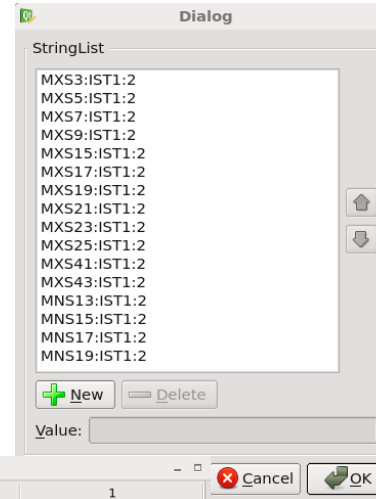 Dialog
StringList
MXS3:IST1:2
MXS5:IST1:2
MXS7:IST1:2
MXS9:IST1:2
MXS15:IST1:2
MXS17:IST1:2
MXS19:IST1:2
MXS21:IST1:2
MXS23:IST1:2
MXS25:IST1:2
MXS41:IST1:2
MXS43:IST1:2
MNS13:IST1:2
MNS15:IST1:2
MNS17:IST1:2
MNS19:IST1:2
New Delete
Value:
Cancel OK
1